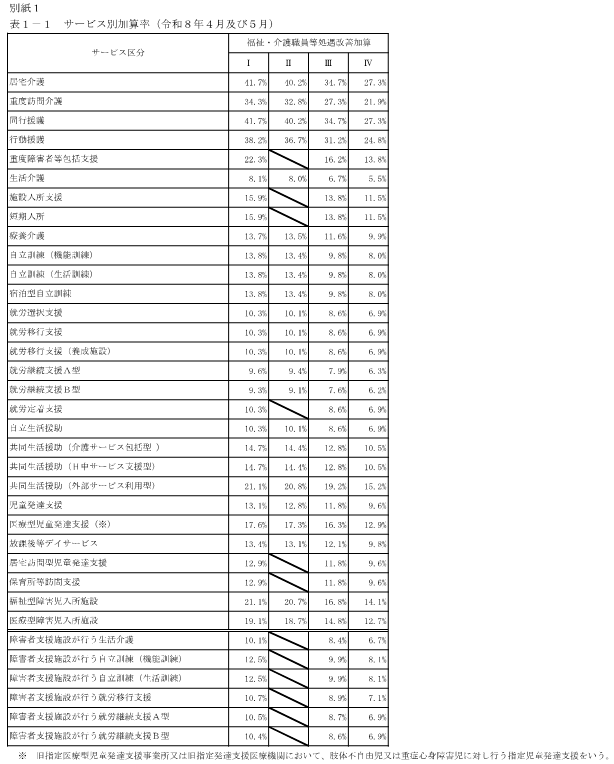 別紙１
表１－１　サービス別加算率（令和８年４月及び５月）
サービス区分　福祉・介護職員等処遇改善加算
Ⅰ　Ⅱ　Ⅲ　Ⅳ
居宅介護　41.7%　40.2%　34.7%　27.3%
重度訪問介護　34.3%　32.8%　27.3%　21.9%
同行援護　41.7%　40.2%　34.7%　27.3%
行動援護　38.2%　36.7%　31.2%　24.8%
重度障害者等包括支援　22.3%　16.2%　13.8%
生活介護　8.1%　8.0%　6.7%　5.5%
施設入所支援　15.9%　13.8%　11.5%
短期入所　15.9%　13.8%　11.5%
療養介護　13.7%　13.5%　11.6%　9.9%
自立訓練（機能訓練）　13.8%　13.4%　9.8%　8.0%
自立訓練（生活訓練）　13.8%　13.4%　9.8%　8.0%
宿泊型自立訓練　13.8%　13.4%　9.8%　8.0%
就労選択支援　10.3%　10.1%　8.6%　6.9%
就労移行支援　10.3%　10.1%　8.6%　6.9%
就労移行支援（養成施設）　10.3%　10.1%　8.6%　6.9%
就労継続支援Ａ型　9.6%　9.4%　7.9%　6.3%
就労継続支援Ｂ型　9.3%　9.1%　7.6%　6.2%
就労定着支援　10.3%　8.6%　6.9%
自立生活援助　10.3%　10.1%　8.6%　6.9%
共同生活援助（介護サービス包括型 ）　14.7%　14.4%　12.8%　10.5%
共同生活援助（日中サービス支援型）　14.7%　14.4%　12.8%　10.5%
共同生活援助（外部サービス利用型）　21.1%　20.8%　19.2%　15.2%
児童発達支援　13.1%　12.8%　11.8%　9.6%
医療型児童発達支援（※）　17.6%　17.3%　16.3%　12.9%
放課後等デイサービス　13.4%　13.1%　12.1%　9.8%
居宅訪問型児童発達支援　12.9%　11.8%　9.6%
保育所等訪問支援　12.9%　11.8%　9.6%
福祉型障害児入所施設　21.1%　20.7%　16.8%　14.1%
医療型障害児入所施設　19.1%　18.7%　14.8%　12.7%
障害者支援施設が行う生活介護　10.1%　8.4%　6.7%
障害者支援施設が行う自立訓練（機能訓練）　12.5%　9.9%　8.1%
障害者支援施設が行う自立訓練（生活訓練）　12.5%　9.9%　8.1%
障害者支援施設が行う就労移行支援　10.7%　8.9%　7.1%
障害者支援施設が行う就労継続支援Ａ型　10.5%　8.7%　6.9%
障害者支援施設が行う就労継続支援Ｂ型　10.4%　8.6%　6.9%
※　旧指定医療型児童発達支援事業所又は旧指定発達支援医療機関において、肢体不自由児又は重症心身障害児に対し行う指定児童発達支援をいう。